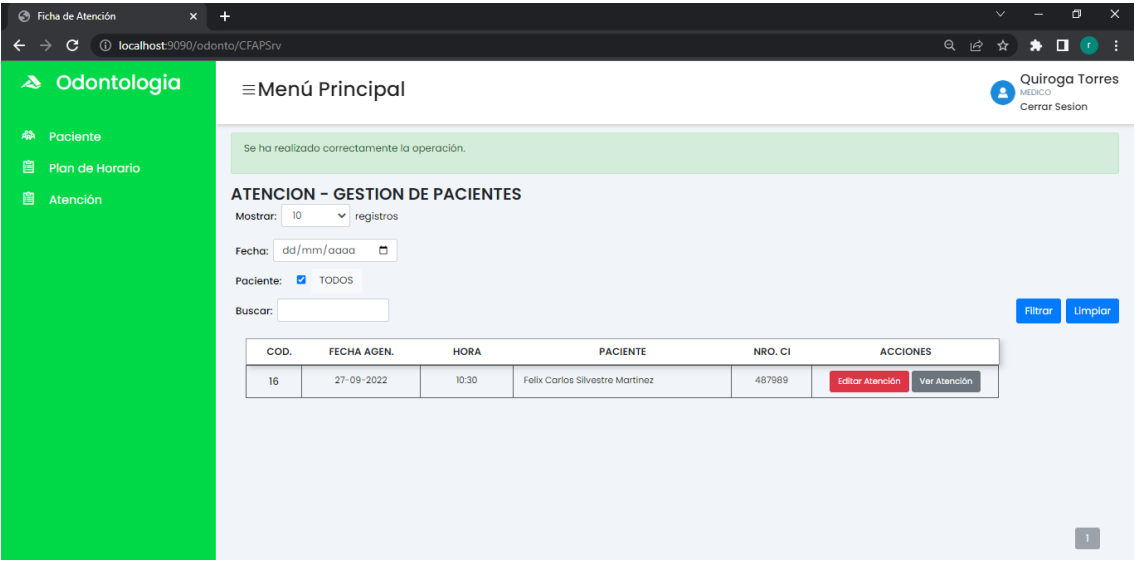 Ficha de Atención
localhost:9090/odonto/CFAPSrv
r
Odontologia
Menú Principal
Quiroga Torres
MEDICO
Cerrar Sesion
Paciente
Plan de Horario
Atención
Se ha realizado correctamente la operación.
ATENCION - GESTION DE PACIENTES
Mostrar: 10 registros
Fecha: dd/mm/aaaa
Paciente: TODOS
Buscar:
Filtrar Limpiar
COD. FECHA AGEN. HORA PACIENTE NRO. CI ACCIONES
16 27-09-2022 10:30 Felix Carlos Silvestre Martinez 487989 Editar Atención Ver Atención
1